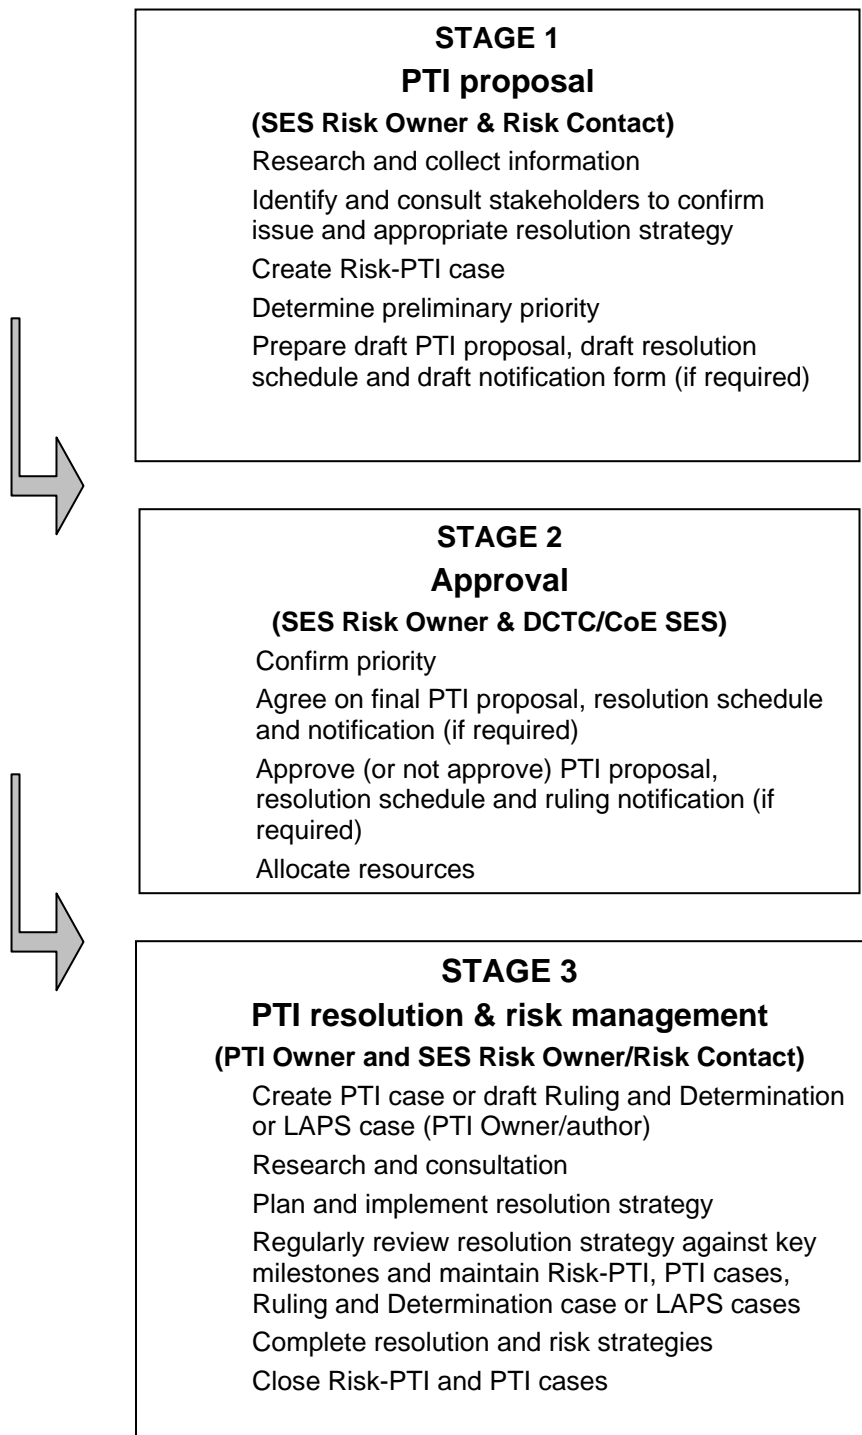 STAGE 1
PTI proposal
(SES Risk Owner & Risk Contact)
Research and collect information
Identify and consult stakeholders to confirm
issue and appropriate resolution strategy
Create Risk-PTI case
Determine preliminary priority
Prepare draft PTI proposal, draft resolution
schedule and draft notification form (if required)
STAGE 2
Approval
(SES Risk Owner & DCTC/CoE SES)
Confirm priority
Agree on final PTI proposal, resolution schedule
and notification (if required)
Approve (or not approve) PTI proposal,
resolution schedule and ruling notification (if
required)
Allocate resources
STAGE 3
PTI resolution & risk management
(PTI Owner and SES Risk Owner/Risk Contact)
Create PTI case or draft Ruling and Determination
or LAPS case (PTI Owner/author)
Research and consultation
Plan and implement resolution strategy
Regularly review resolution strategy against key
milestones and maintain Risk-PTI, PTI cases,
Ruling and Determination case or LAPS cases
Complete resolution and risk strategies
Close Risk-PTI and PTI cases